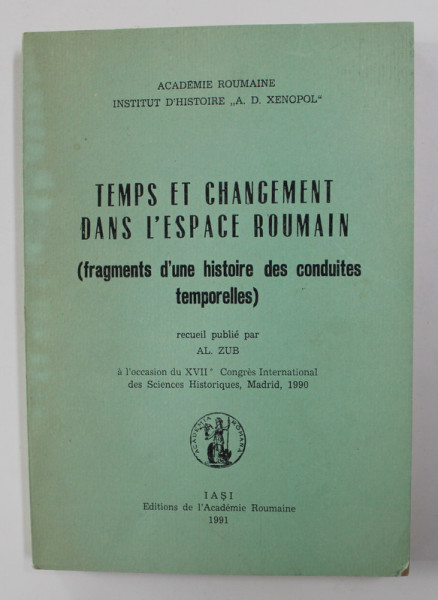 ACADÉMIE ROUMAINE
INSTITUT D'HISTOIRE „A. D. XENOPOL"
TEMPS ET CHANGEMENT
DANS L'ESPACE ROUMAIN
(fragments d'une histoire des conduites
temporelles)
recueil publié par
AL. ZUB
à l'occasion du XVIIe Congrès International
des Sciences Historiques, Madrid, 1990
ACADEMIA ROMANA
IAŞI
Editions de l'Académie Roumaine
1991